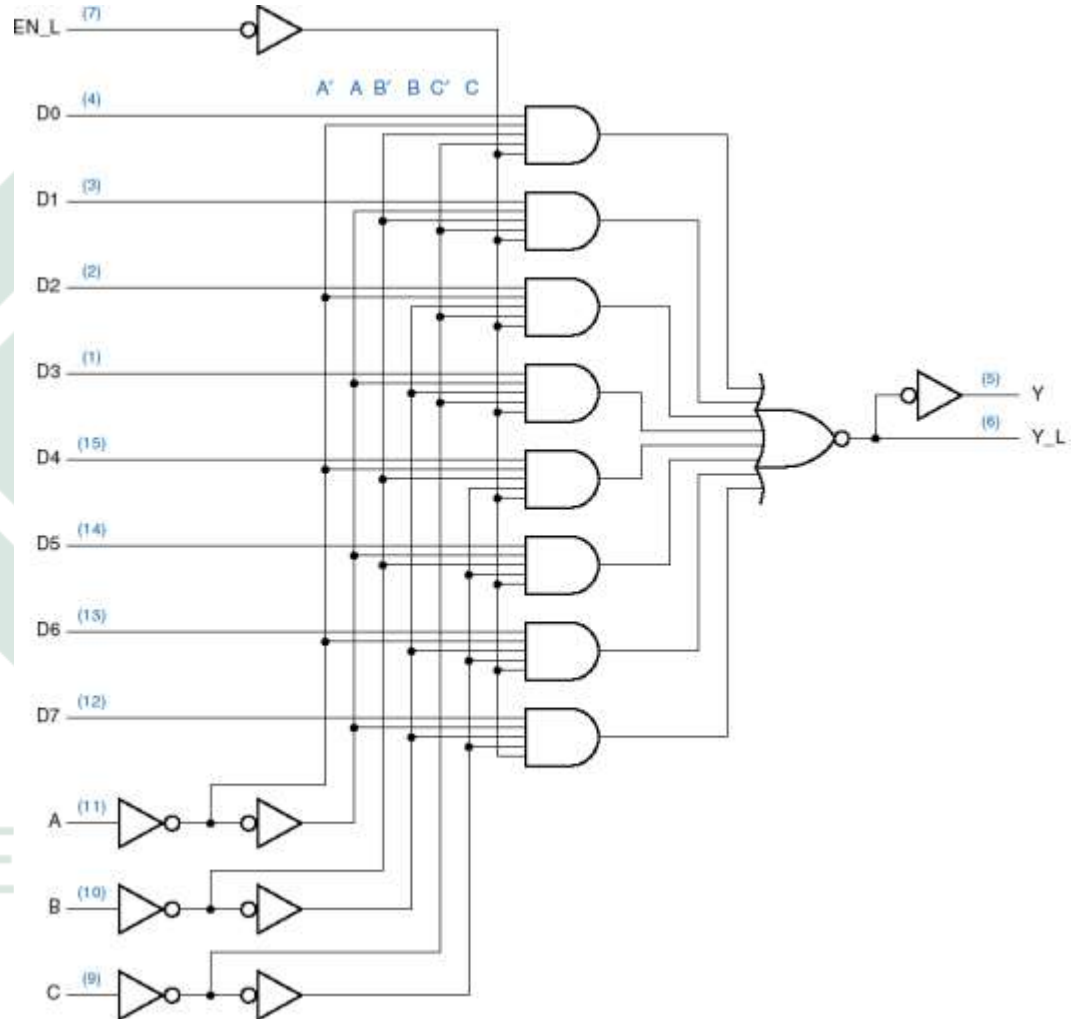 (7)
EN_L
A' A B' B C' C
(4)
D0
(3)
D1
(2)
D2
(1)
D3
(5)
Y
(6)
Y_L
(15)
D4
(14)
D5
(13)
D6
(12)
D7
(11)
A
(10)
B
(9)
C